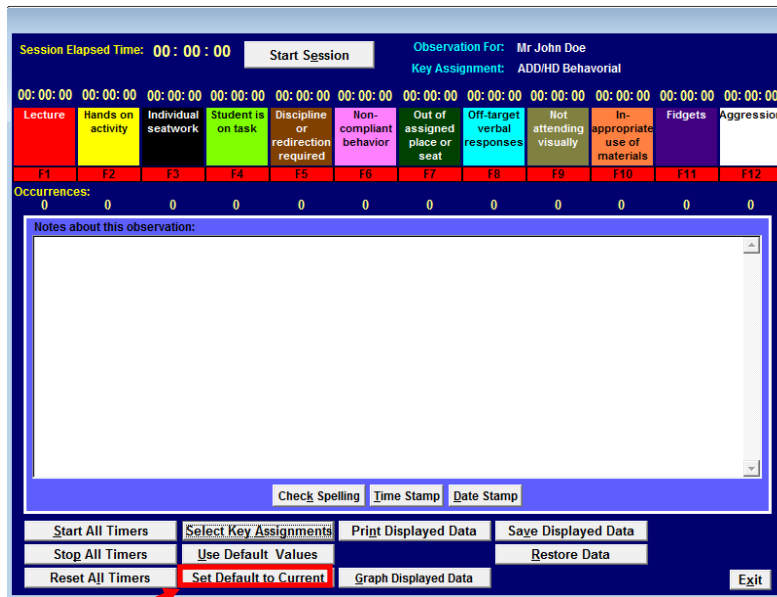 Session Elapsed Time: 00:00:00 Start Session Observation For: Mr John Doe
Key Assignment: ADD/HD Behavorial
00:00:00 00:00:00 00:00:00 00:00:00 00:00:00 00:00:00 00:00:00 00:00:00 00:00:00 00:00:00 00:00:00 00:00:00
Lecture
Hands on
activity
Individual
seatwork
Student is
on task
Discipline
or
redirection
required
Non-
compliant
behavior
Out of
assigned
place or
seat
Off-target
verbal
responses
Not
attending
visually
In-
appropriate
use of
materials
Fidgets
Aggression
F1 F2 F3 F4 F5 F6 F7 F8 F9 F10 F11 F12
Occurrences:
0 0 0 0 0 0 0 0 0 0 0 0
Notes about this observation:
Check Spelling Time Stamp Date Stamp
Start All Timers Select Key Assignments Print Displayed Data Save Displayed Data
Stop All Timers Use Default Values Restore Data
Reset All Timers Set Default to Current Graph Displayed Data Exit